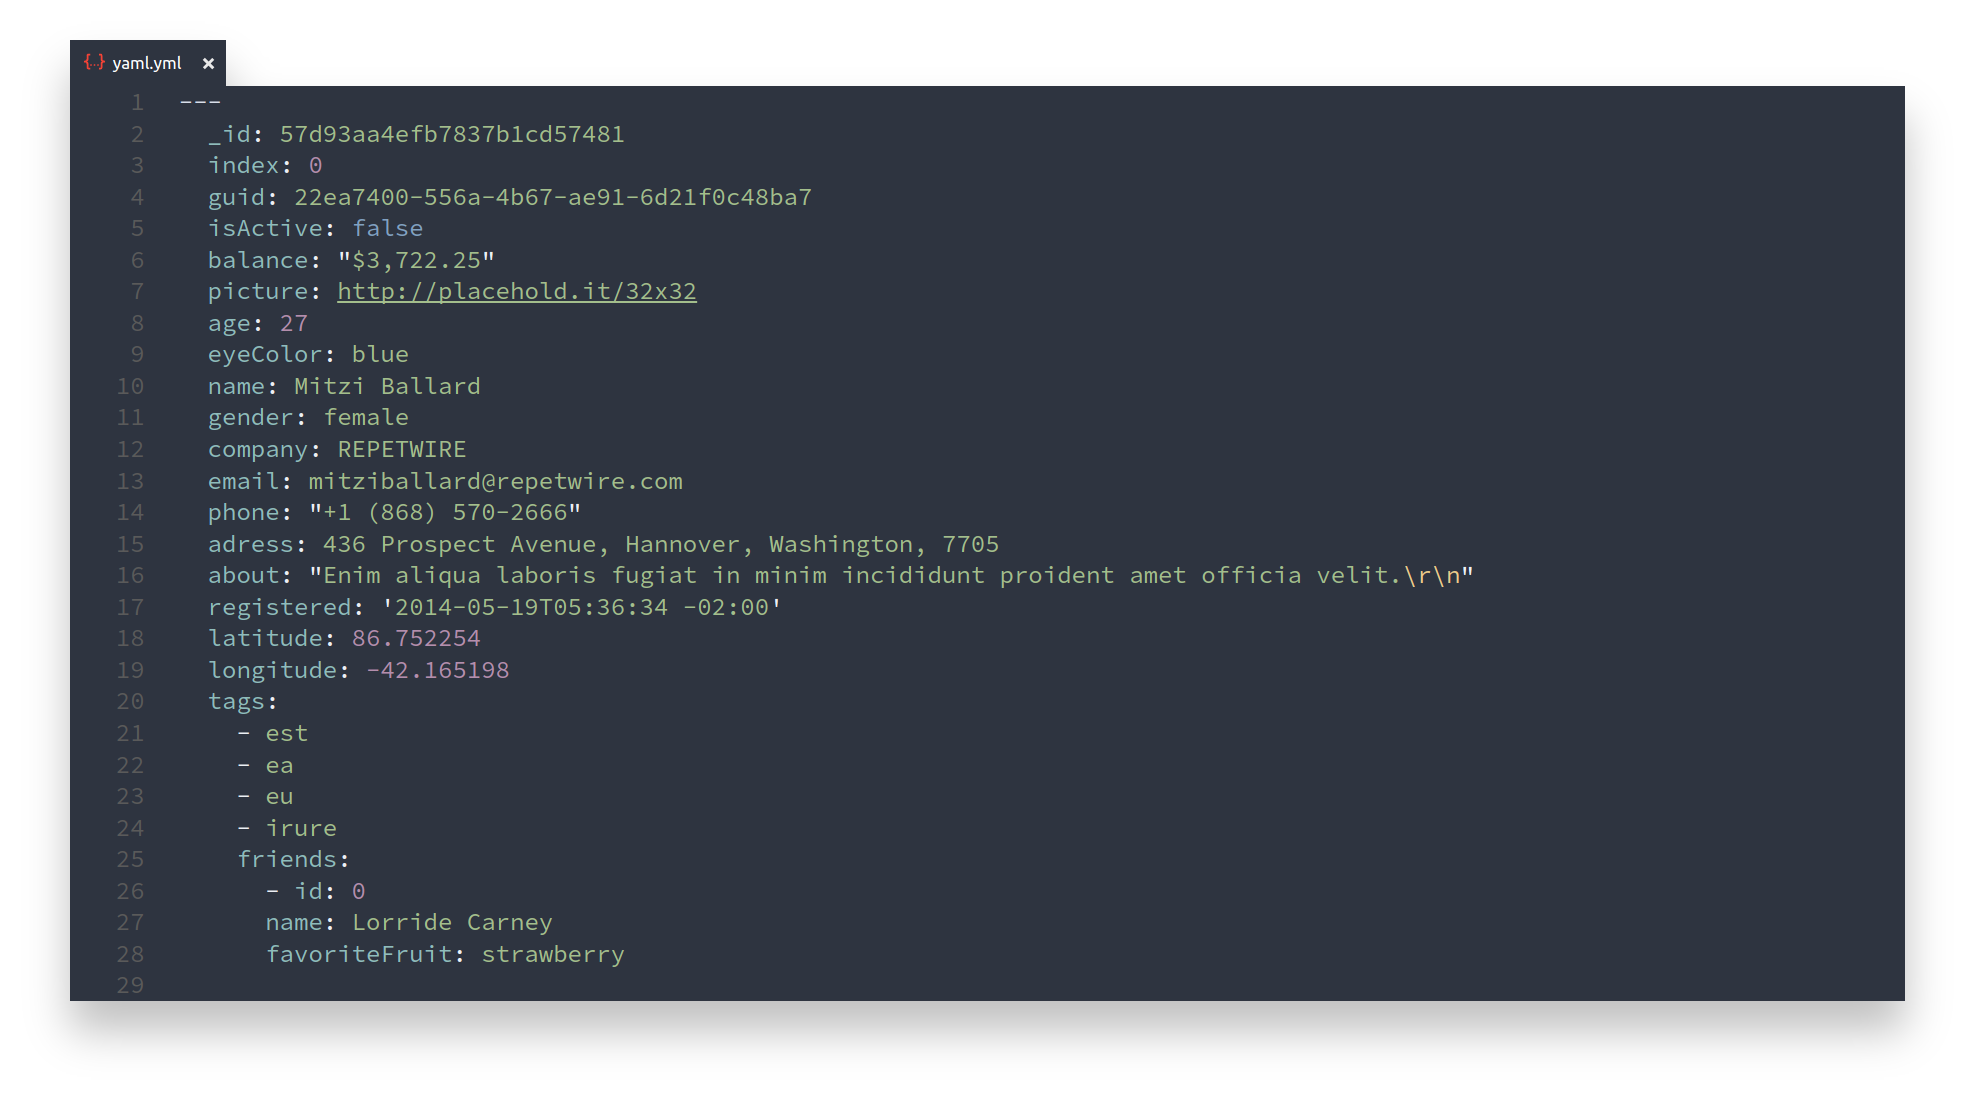 {..} yaml.yml ×
1 ---
2   _id: 57d93aa4efb7837b1cd57481
3   index: 0
4   guid: 22ea7400-556a-4b67-ae91-6d21f0c48ba7
5   isActive: false
6   balance: "$3,722.25"
7   picture: http://placehold.it/32x32
8   age: 27
9   eyeColor: blue
10   name: Mitzi Ballard
11   gender: female
12   company: REPETWIRE
13   email: mitziballard@repetwire.com
14   phone: "+1 (868) 570-2666"
15   adress: 436 Prospect Avenue, Hannover, Washington, 7705
16   about: "Enim aliqua laboris fugiat in minim incididunt proident amet officia velit.\r\n"
17   registered: '2014-05-19T05:36:34 -02:00'
18   latitude: 86.752254
19   longitude: -42.165198
20   tags:
21     - est
22     - ea
23     - eu
24     - irure
25     friends:
26       - id: 0
27       name: Lorride Carney
28       favoriteFruit: strawberry
29